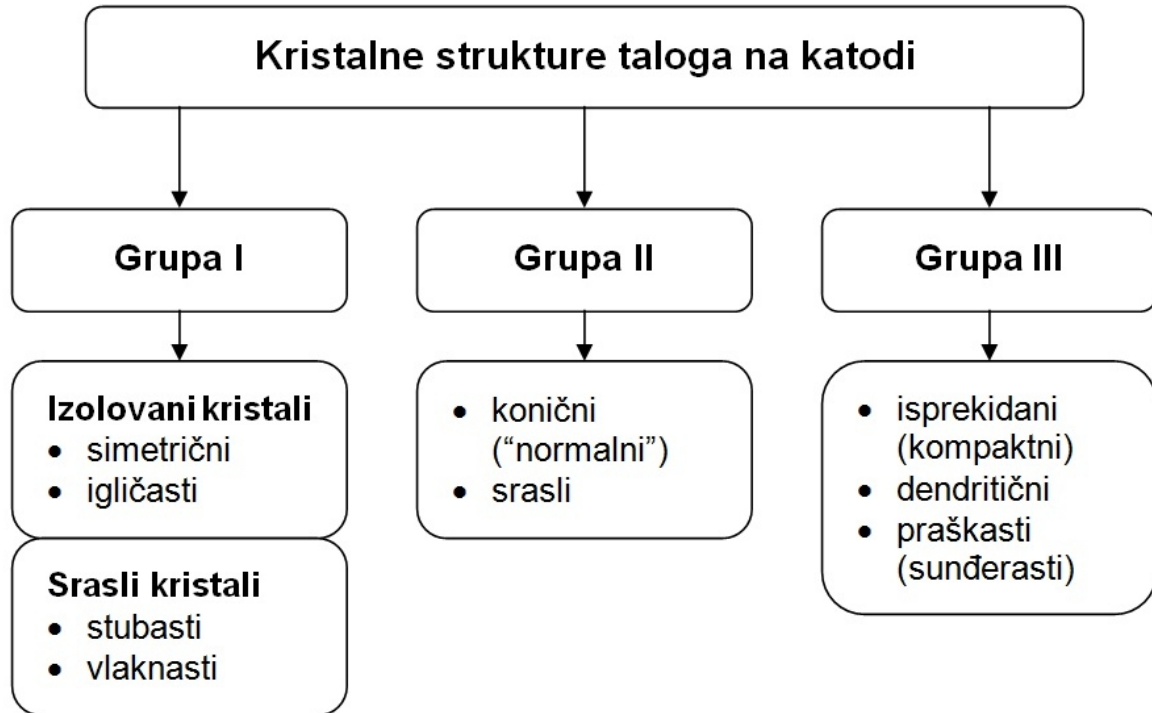 Kristalne strukture taloga na katodi
Grupa I
Grupa II
Grupa III
Izolovani kristali
• simetrični
• igličasti
Srasli kristali
• stubasti
• vlaknasti
• konični
(“normalni”)
• srasli
• isprekidani
(kompaktni)
• dendritični
• praškasti
(sunđerasti)